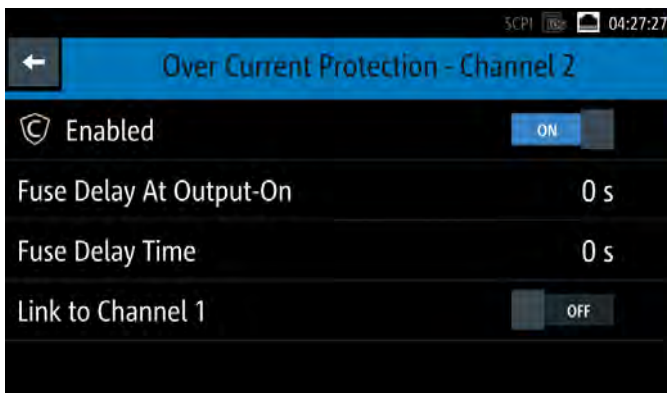 SCPI 04:27:27
Over Current Protection - Channel 2
C Enabled ON
Fuse Delay At Output-On 0 s
Fuse Delay Time 0 s
Link to Channel 1 OFF